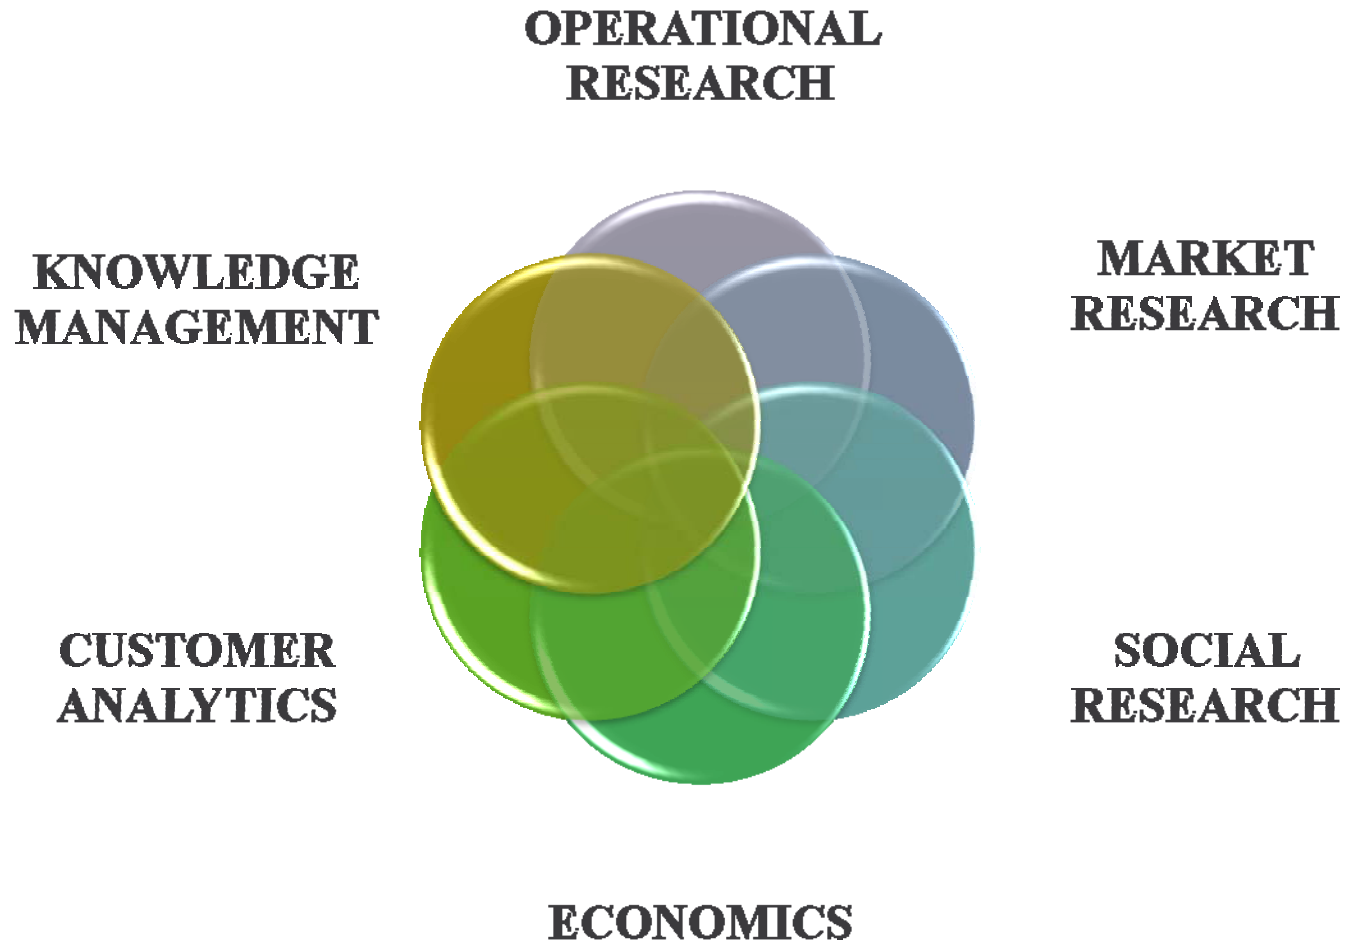 OPERATIONAL
RESEARCH
KNOWLEDGE
MANAGEMENT
MARKET
RESEARCH
CUSTOMER
ANALYTICS
SOCIAL
RESEARCH
ECONOMICS